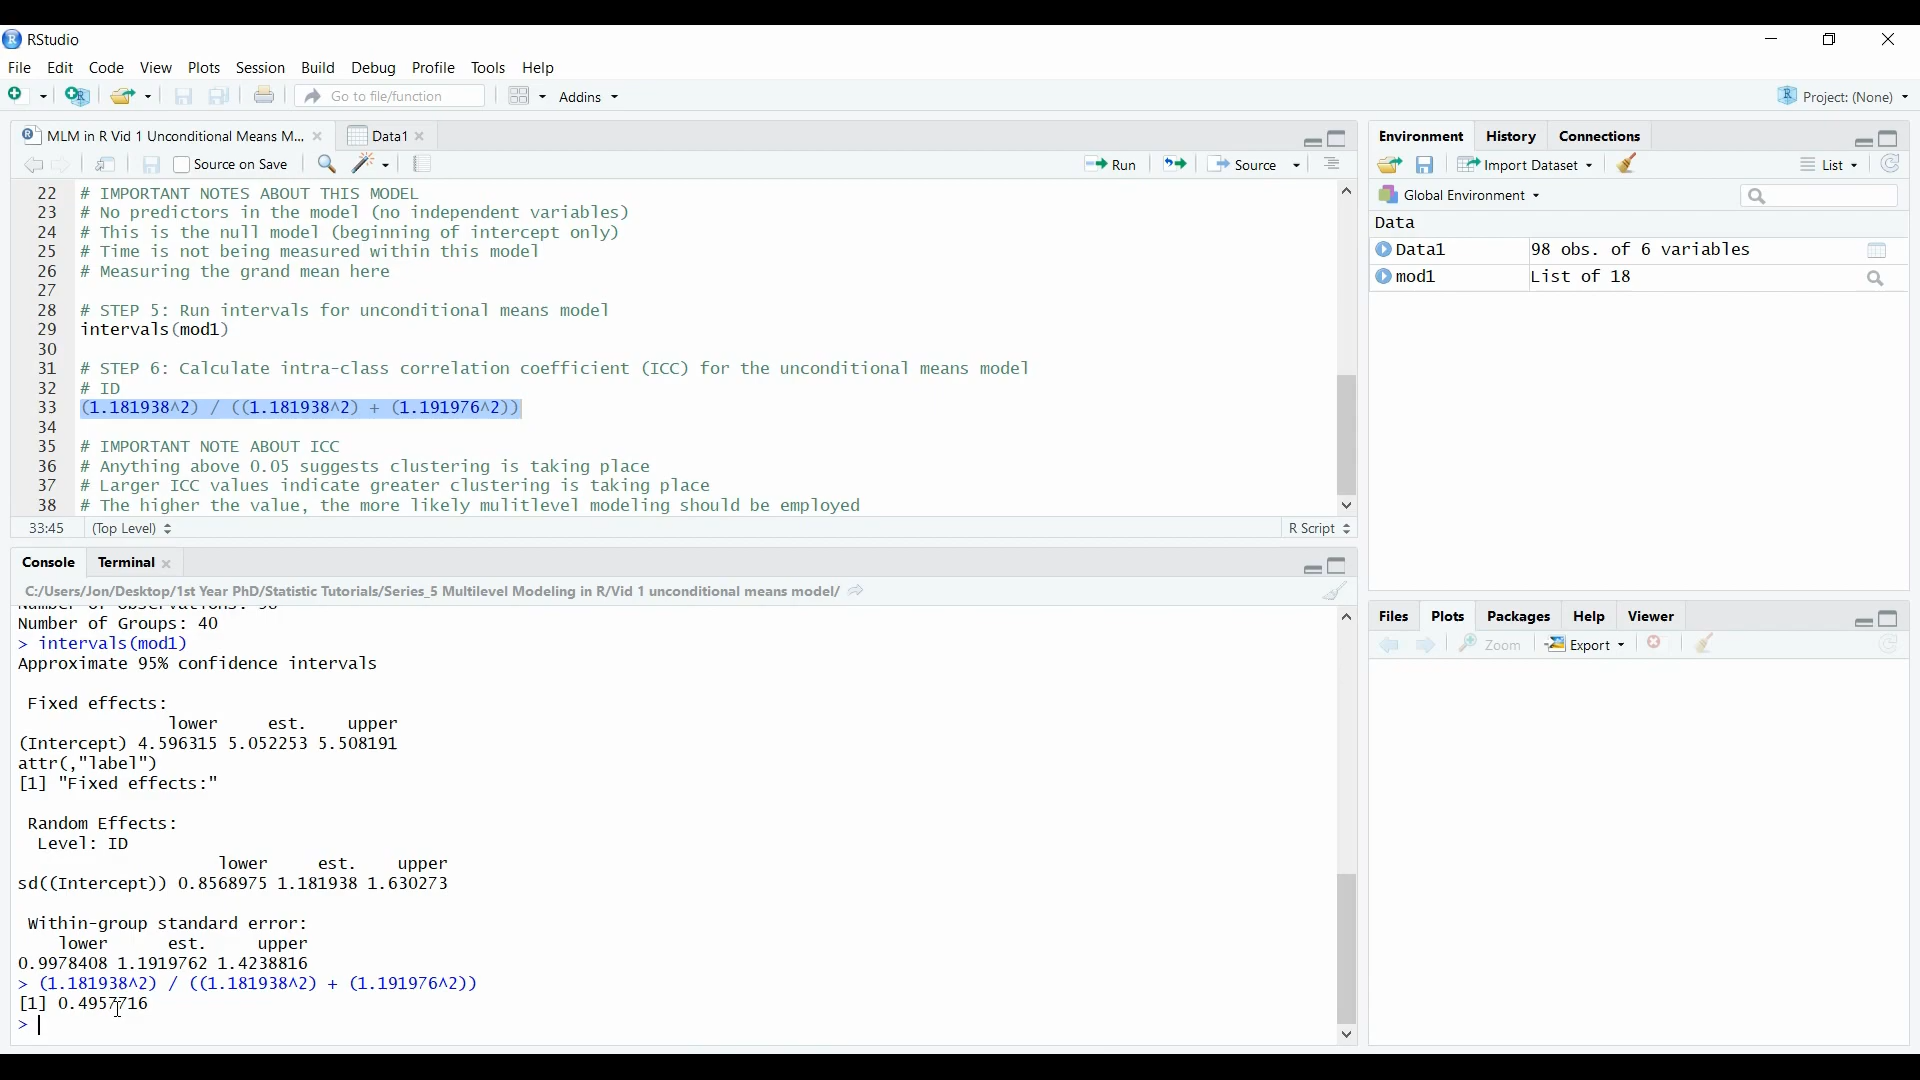 RStudio
File Edit Code View Plots Session Build Debug Profile Tools Help
Go to file/function Addins Project: (None)
MLM in R Vid 1 Unconditional Means M... Data1
Source on Save Run Source
22 # IMPORTANT NOTES ABOUT THIS MODEL
23 # No predictors in the model (no independent variables)
24 # This is the null model (beginning of intercept only)
25 # Time is not being measured within this model
26 # Measuring the grand mean here
27
28 # STEP 5: Run intervals for unconditional means model
29 intervals(mod1)
30
31 # STEP 6: Calculate intra-class correlation coefficient (ICC) for the unconditional means model
32 # ID
33 (1.181938^2) / ((1.181938^2) + (1.191976^2))
34
35 # IMPORTANT NOTE ABOUT ICC
36 # Anything above 0.05 suggests clustering is taking place
37 # Larger ICC values indicate greater clustering is taking place
38 # The higher the value, the more likely mulitlevel modeling should be employed
33:45 (Top Level) R Script
Console Terminal
C:/Users/Jon/Desktop/1st Year PhD/Statistic Tutorials/Series_5 Multilevel Modeling in R/Vid 1 unconditional means model/
Number of Observations: 98
Number of Groups: 40
> intervals(mod1)
Approximate 95% confidence intervals
Fixed effects:
lower est. upper
(Intercept) 4.596315 5.052253 5.508191
attr(,"label")
[1] "Fixed effects:"
Random Effects:
Level: ID
lower est. upper
sd((Intercept)) 0.8568975 1.181938 1.630273
Within-group standard error:
lower est. upper
0.9978408 1.1919762 1.4238816
> (1.181938^2) / ((1.181938^2) + (1.191976^2))
[1] 0.4957716
>
Environment History Connections
Import Dataset List
Global Environment
Data
Data1 98 obs. of 6 variables
mod1 List of 18
Files Plots Packages Help Viewer
Zoom Export